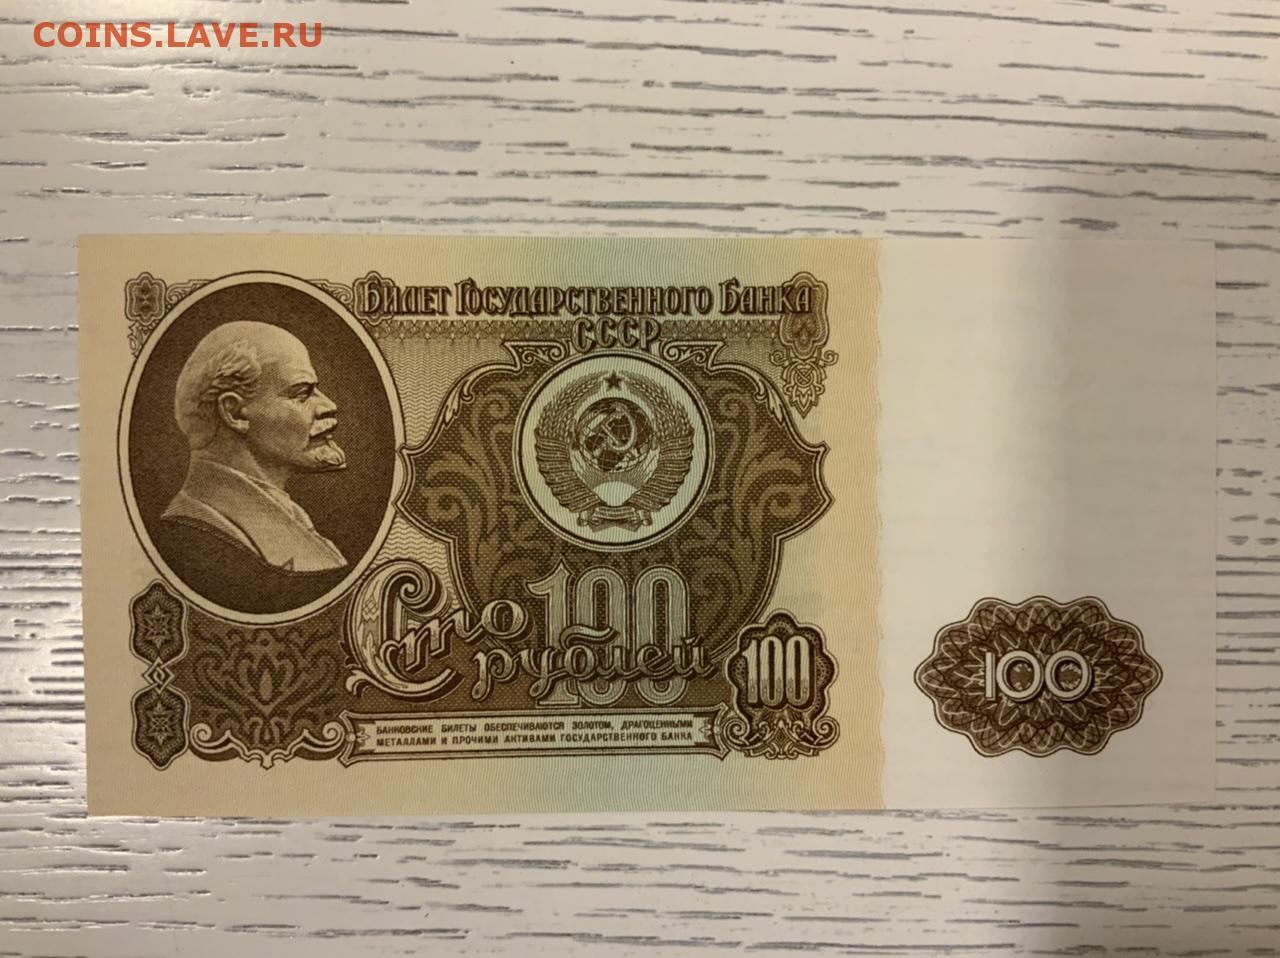 COINS.LAVE.RU
Билет Государственного Банка
СССР
Сто 100
рублей
100
100
БАНКОВСКИЕ БИЛЕТЫ ОБЕСПЕЧИВАЮТСЯ ЗОЛОТОМ, ДРАГОЦЕННЫМИ
МЕТАЛЛАМИ И ПРОЧИМИ АКТИВАМИ ГОСУДАРСТВЕННОГО БАНКА